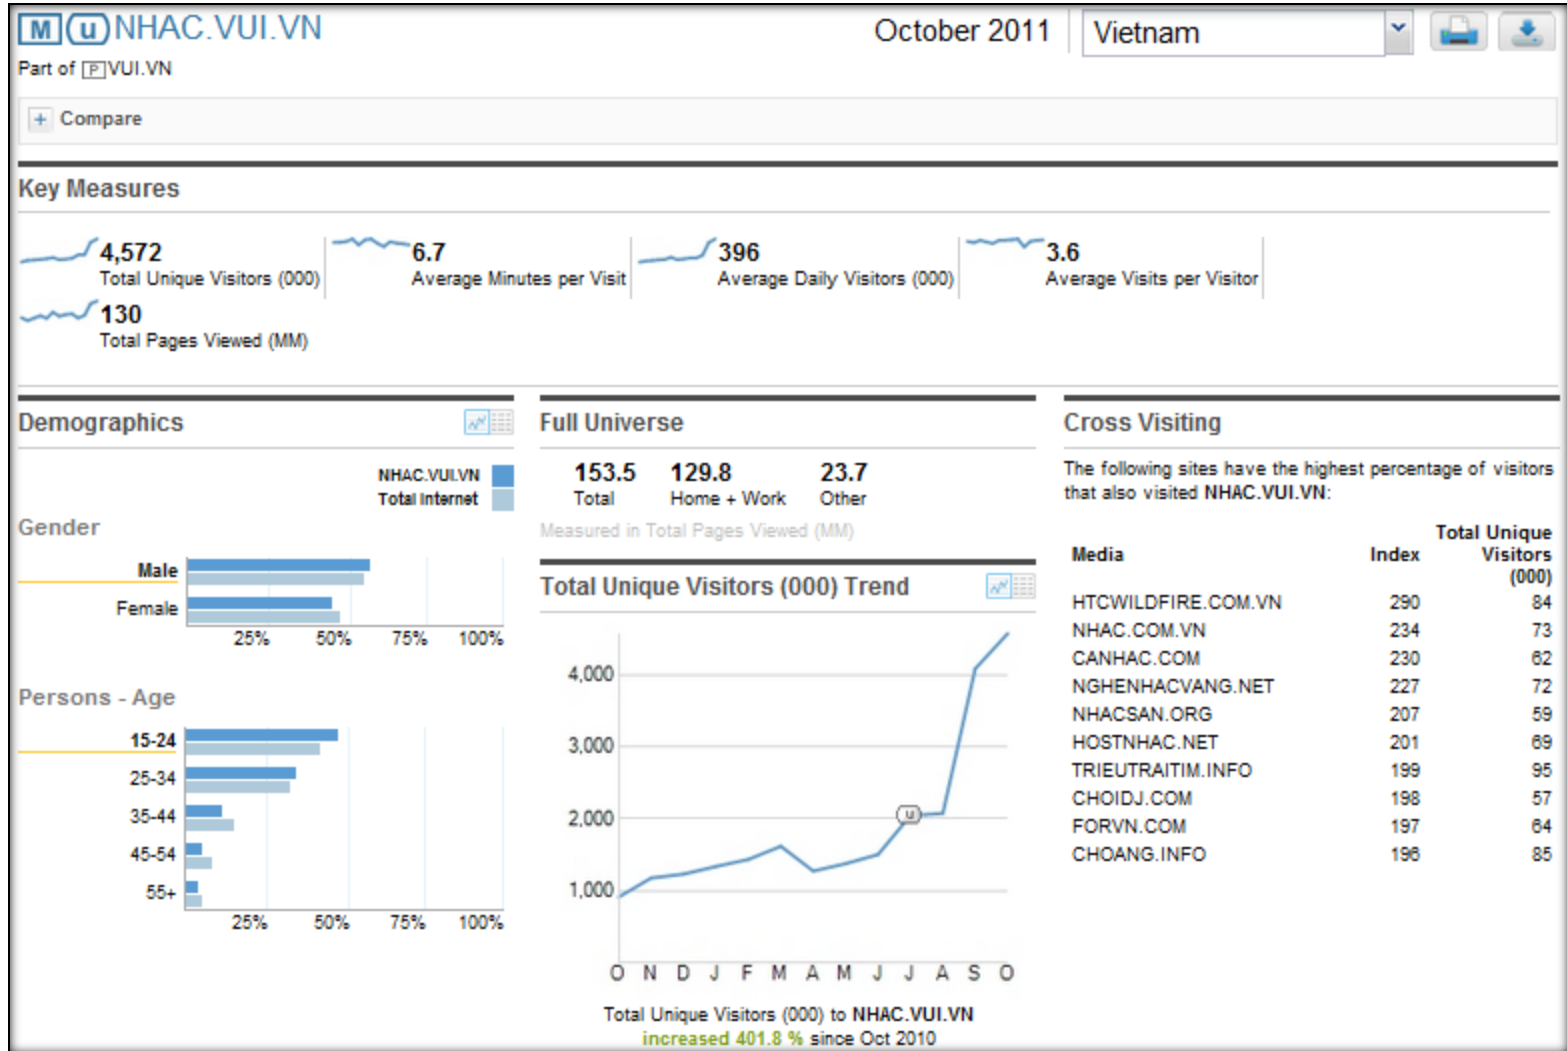 M u NHAC.VUI.VN
October 2011
Vietnam
Part of P VUI.VN
+ Compare
Key Measures
4,572
Total Unique Visitors (000)
6.7
Average Minutes per Visit
396
Average Daily Visitors (000)
3.6
Average Visits per Visitor
130
Total Pages Viewed (MM)
Demographics
NHAC.VUI.VN
Total Internet
Gender
Male
Female
25% 50% 75% 100%
Persons - Age
15-24
25-34
35-44
45-54
55+
25% 50% 75% 100%
Full Universe
153.5 129.8 23.7
Total Home + Work Other
Measured in Total Pages Viewed (MM)
Total Unique Visitors (000) Trend
4,000
3,000
u
2,000
1,000
O N D J F M A M J J A S O
Total Unique Visitors (000) to NHAC.VUI.VN
increased 401.8 % since Oct 2010
Cross Visiting
The following sites have the highest percentage of visitors
that also visited NHAC.VUI.VN:
Media Index Total Unique
Visitors
(000)
HTCWILDFIRE.COM.VN 290 84
NHAC.COM.VN 234 73
CANHAC.COM 230 62
NGHENHACVANG.NET 227 72
NHACSAN.ORG 207 59
HOSTNHAC.NET 201 69
TRIEUTRAITIM.INFO 199 95
CHOIDJ.COM 198 57
FORVN.COM 197 64
CHOANG.INFO 196 85